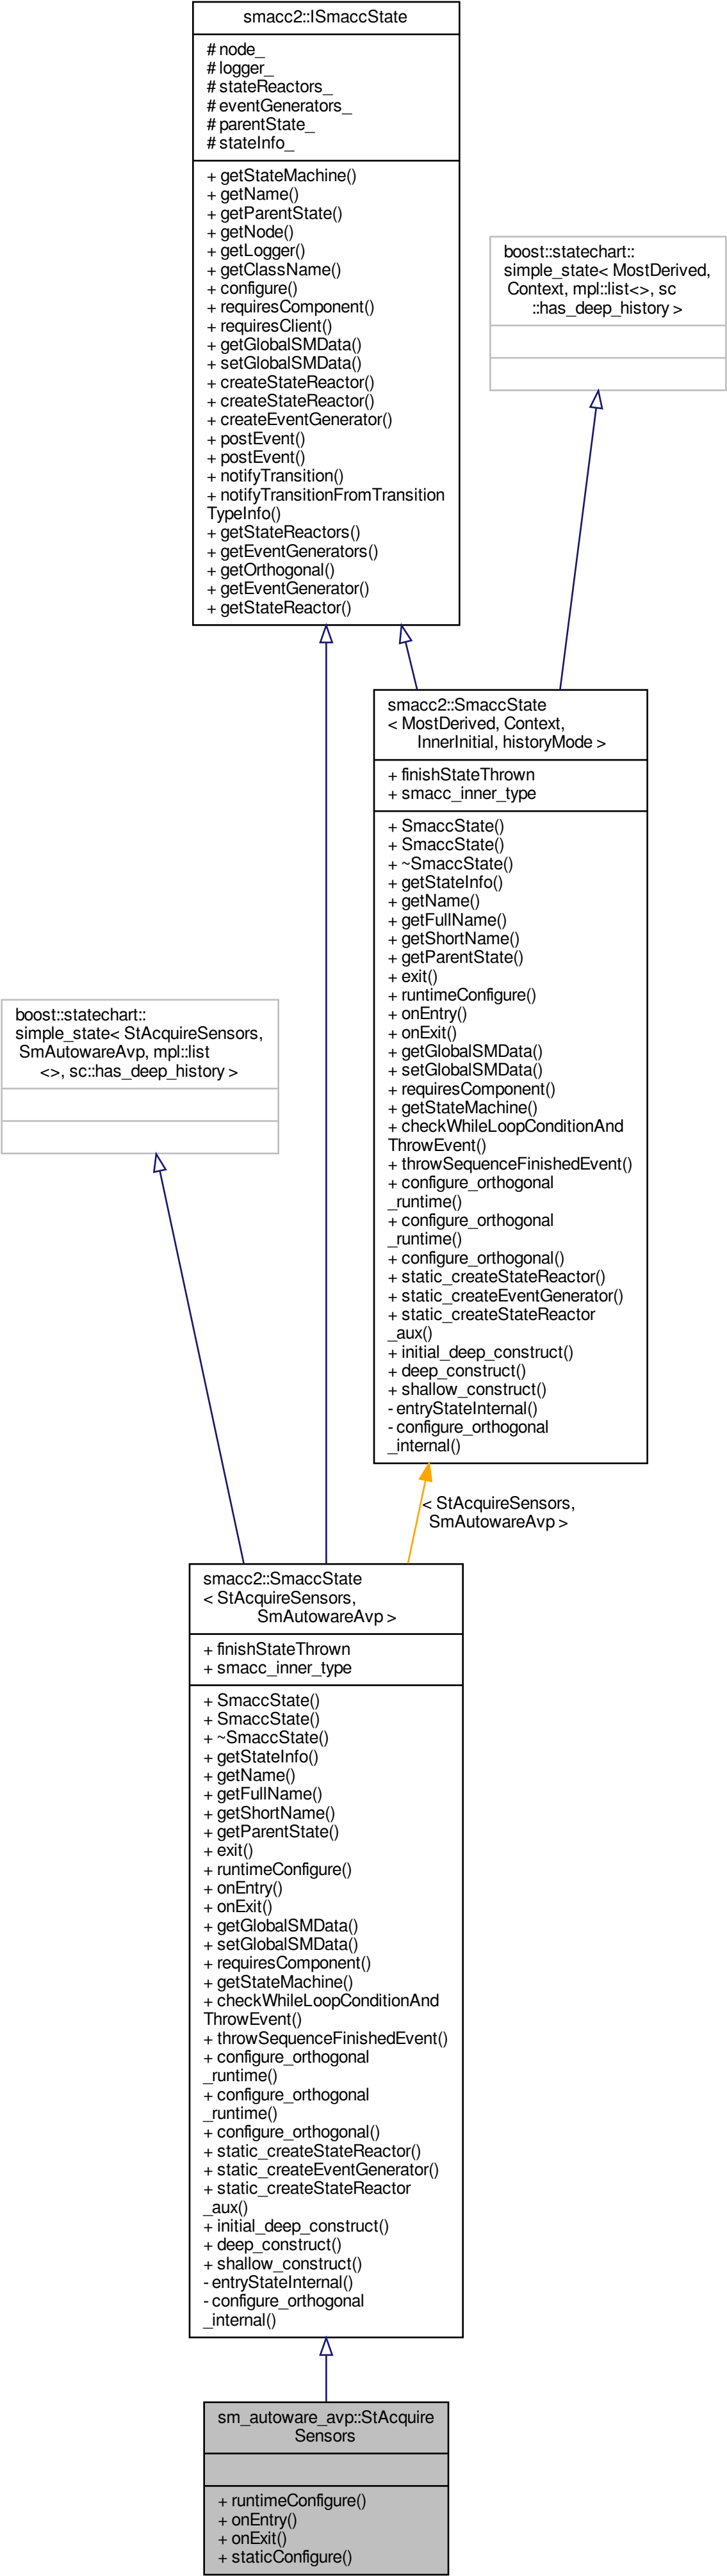 smacc2::ISmaccState
# node_
# logger_
# stateReactors_
# eventGenerators_
# parentState_
# stateInfo_
+ getStateMachine()
+ getName()
+ getParentState()
+ getNode()
+ getLogger()
+ getClassName()
+ configure()
+ requiresComponent()
+ requiresClient()
+ getGlobalSMData()
+ setGlobalSMData()
+ createStateReactor()
+ createStateReactor()
+ createEventGenerator()
+ postEvent()
+ postEvent()
+ notifyTransition()
+ notifyTransitionFromTransition
TypeInfo()
+ getStateReactors()
+ getEventGenerators()
+ getOrthogonal()
+ getEventGenerator()
+ getStateReactor()
boost::statechart::
simple_state< MostDerived,
Context, mpl::list<>, sc
::has_deep_history >
smacc2::SmaccState
< MostDerived, Context,
InnerInitial, historyMode >
+ finishStateThrown
+ smacc_inner_type
+ SmaccState()
+ SmaccState()
+ ~SmaccState()
+ getStateInfo()
+ getName()
+ getFullName()
+ getShortName()
+ getParentState()
+ exit()
+ runtimeConfigure()
+ onEntry()
+ onExit()
+ getGlobalSMData()
+ setGlobalSMData()
+ requiresComponent()
+ getStateMachine()
+ checkWhileLoopConditionAnd
ThrowEvent()
+ throwSequenceFinishedEvent()
+ configure_orthogonal
_runtime()
+ configure_orthogonal
_runtime()
+ configure_orthogonal()
+ static_createStateReactor()
+ static_createEventGenerator()
+ static_createStateReactor
_aux()
+ initial_deep_construct()
+ deep_construct()
+ shallow_construct()
- entryStateInternal()
- configure_orthogonal
_internal()
boost::statechart::
simple_state< StAcquireSensors,
SmAutowareAvp, mpl::list
<>, sc::has_deep_history >
< StAcquireSensors,
SmAutowareAvp >
smacc2::SmaccState
< StAcquireSensors,
SmAutowareAvp >
+ finishStateThrown
+ smacc_inner_type
+ SmaccState()
+ SmaccState()
+ ~SmaccState()
+ getStateInfo()
+ getName()
+ getFullName()
+ getShortName()
+ getParentState()
+ exit()
+ runtimeConfigure()
+ onEntry()
+ onExit()
+ getGlobalSMData()
+ setGlobalSMData()
+ requiresComponent()
+ getStateMachine()
+ checkWhileLoopConditionAnd
ThrowEvent()
+ throwSequenceFinishedEvent()
+ configure_orthogonal
_runtime()
+ configure_orthogonal
_runtime()
+ configure_orthogonal()
+ static_createStateReactor()
+ static_createEventGenerator()
+ static_createStateReactor
_aux()
+ initial_deep_construct()
+ deep_construct()
+ shallow_construct()
- entryStateInternal()
- configure_orthogonal
_internal()
sm_autoware_avp::StAcquire
Sensors
+ runtimeConfigure()
+ onEntry()
+ onExit()
+ staticConfigure()